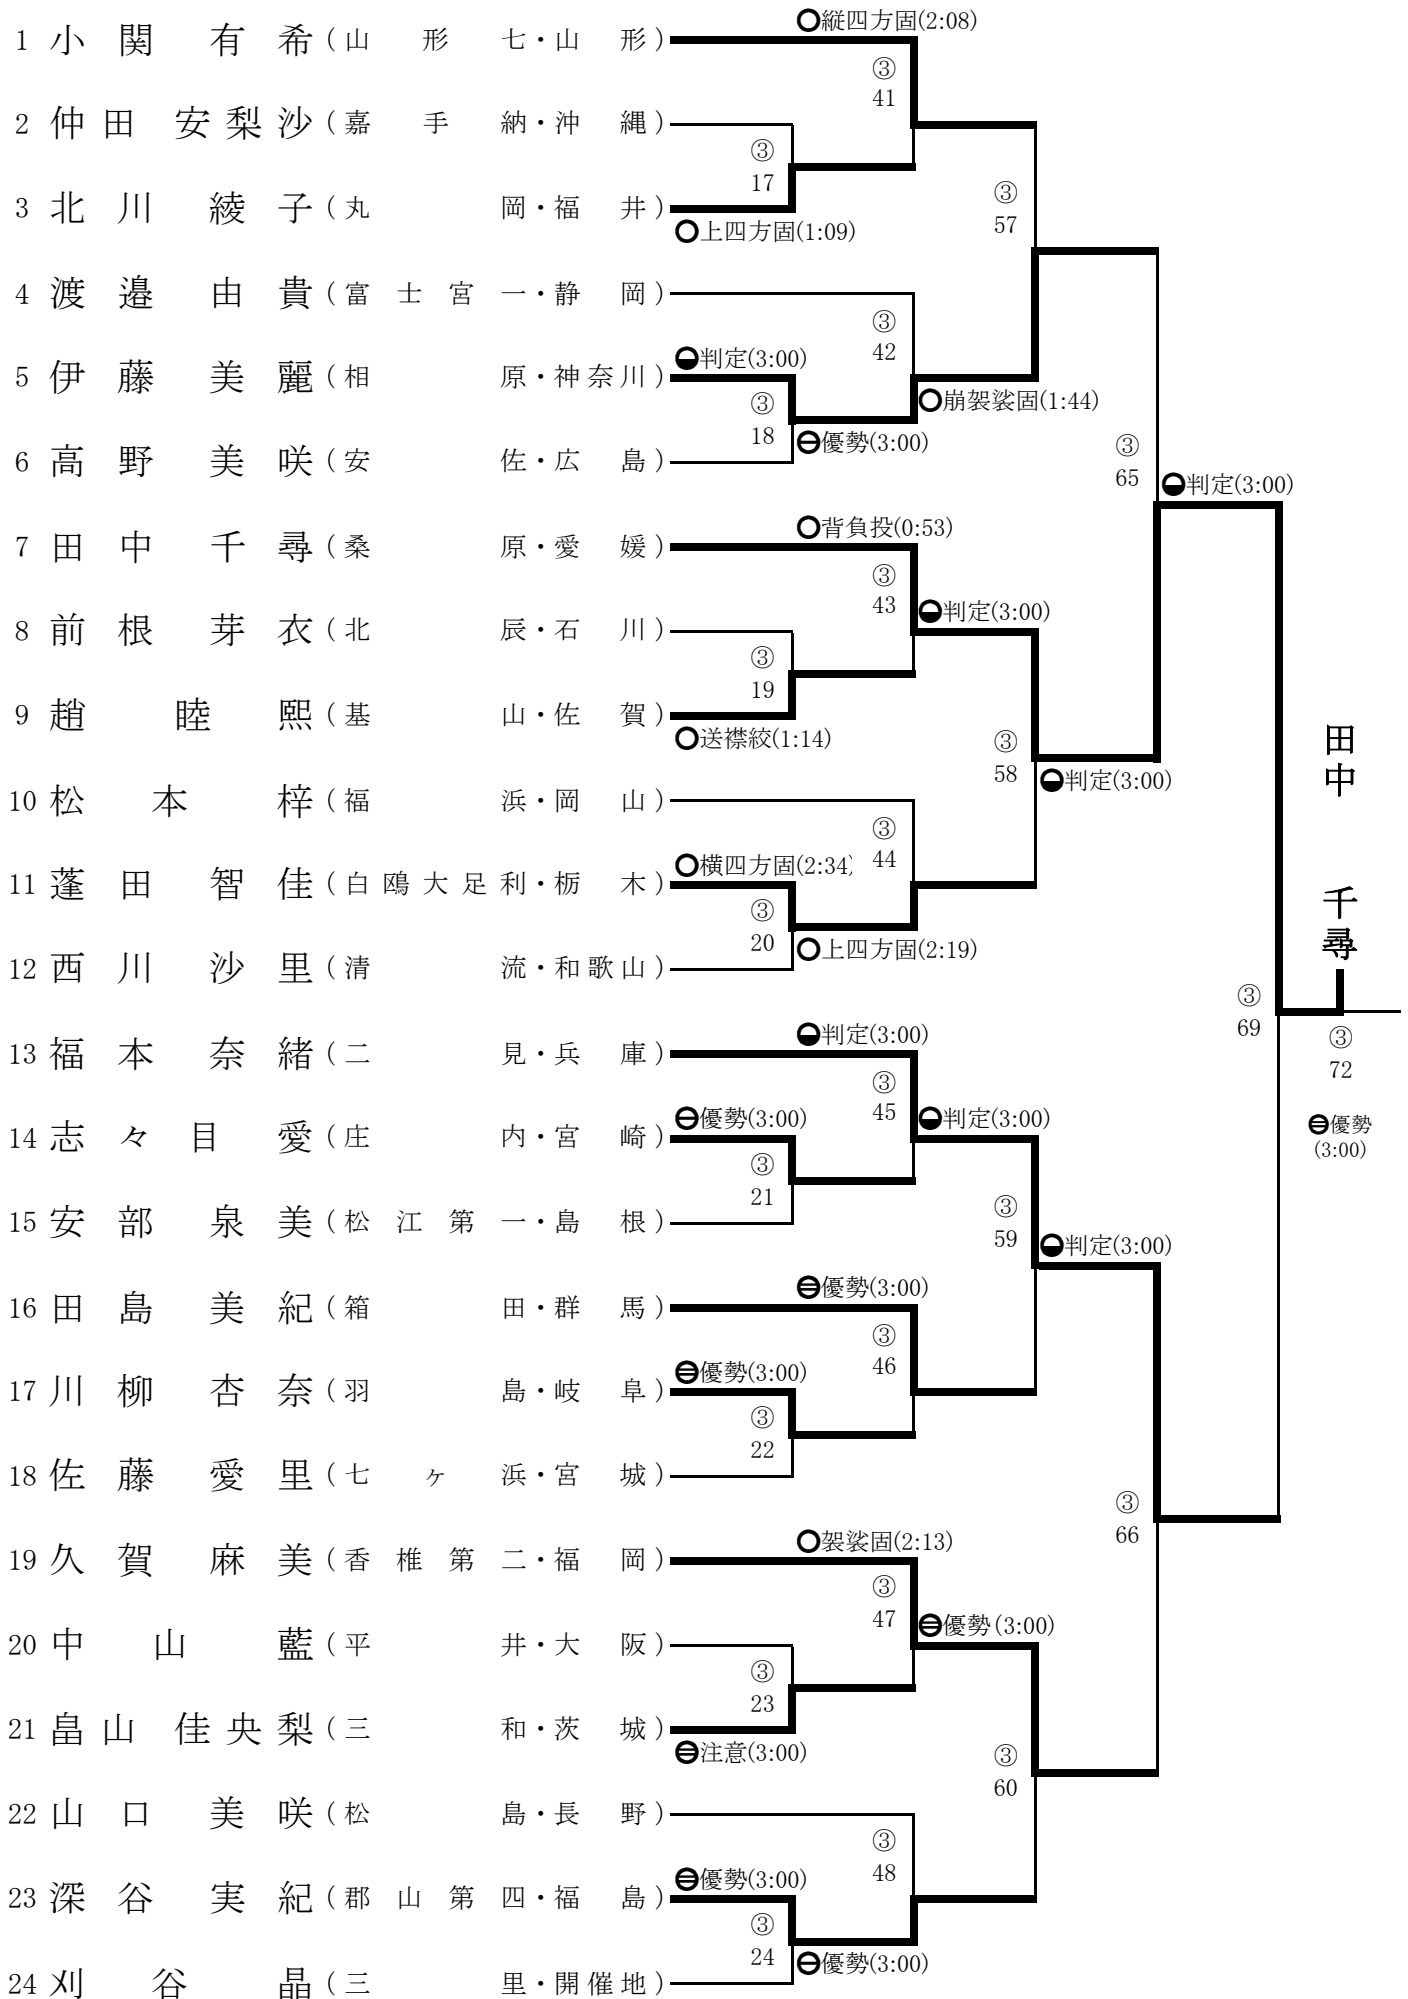 ○縦四方固(2:08)
1 小関 有希(山形七・山形)
③
41
2 仲田 安梨沙(嘉手納・沖縄)
③
17
3 北川 綾子(丸岡・福井)
③
57
○上四方固(1:09)
4 渡邉 由貴(富士宮一・静岡)
③
42
判定(3:00)
5 伊藤 美麗(相原・神奈川)
○崩袈裟固(1:44)
③
18
⊖優勢(3:00)
③
65
6 高野 美咲(安佐・広島)
判定(3:00)
○背負投(0:53)
7 田中 千尋(桑原・愛媛)
③
43
判定(3:00)
8 前根 芽衣(北辰・石川)
③
19
9 趙 睦熙(基山・佐賀)
○送襟絞(1:14)
③
58
判定(3:00)
田中 千尋
10 松本 梓(福浜・岡山)
③
44
○横四方固(2:34)
11 蓬田 智佳(白鴎大足利・栃木)
③
20
○上四方固(2:19)
12 西川 沙里(清流・和歌山)
③
69
③
72
優勢
(3:00)
判定(3:00)
13 福本 奈緒(二見・兵庫)
③
45
⊖優勢(3:00)
判定(3:00)
14 志々目 愛(庄内・宮崎)
③
21
15 安部 泉美(松江第一・島根)
③
59
判定(3:00)
優勢(3:00)
16 田島 美紀(箱田・群馬)
③
46
優勢(3:00)
17 川柳 杏奈(羽島・岐阜)
③
22
18 佐藤 愛里(七ヶ浜・宮城)
③
66
○袈裟固(2:13)
19 久賀 麻美(香椎第二・福岡)
③
47
優勢(3:00)
20 中山 藍(平井・大阪)
③
23
21 畠山 佳央梨(三和・茨城)
注意(3:00)
③
60
22 山口 美咲(松島・長野)
③
48
優勢(3:00)
23 深谷 実紀(郡山第四・福島)
③
24
⊖優勢(3:00)
24 刈谷 晶(三里・開催地)